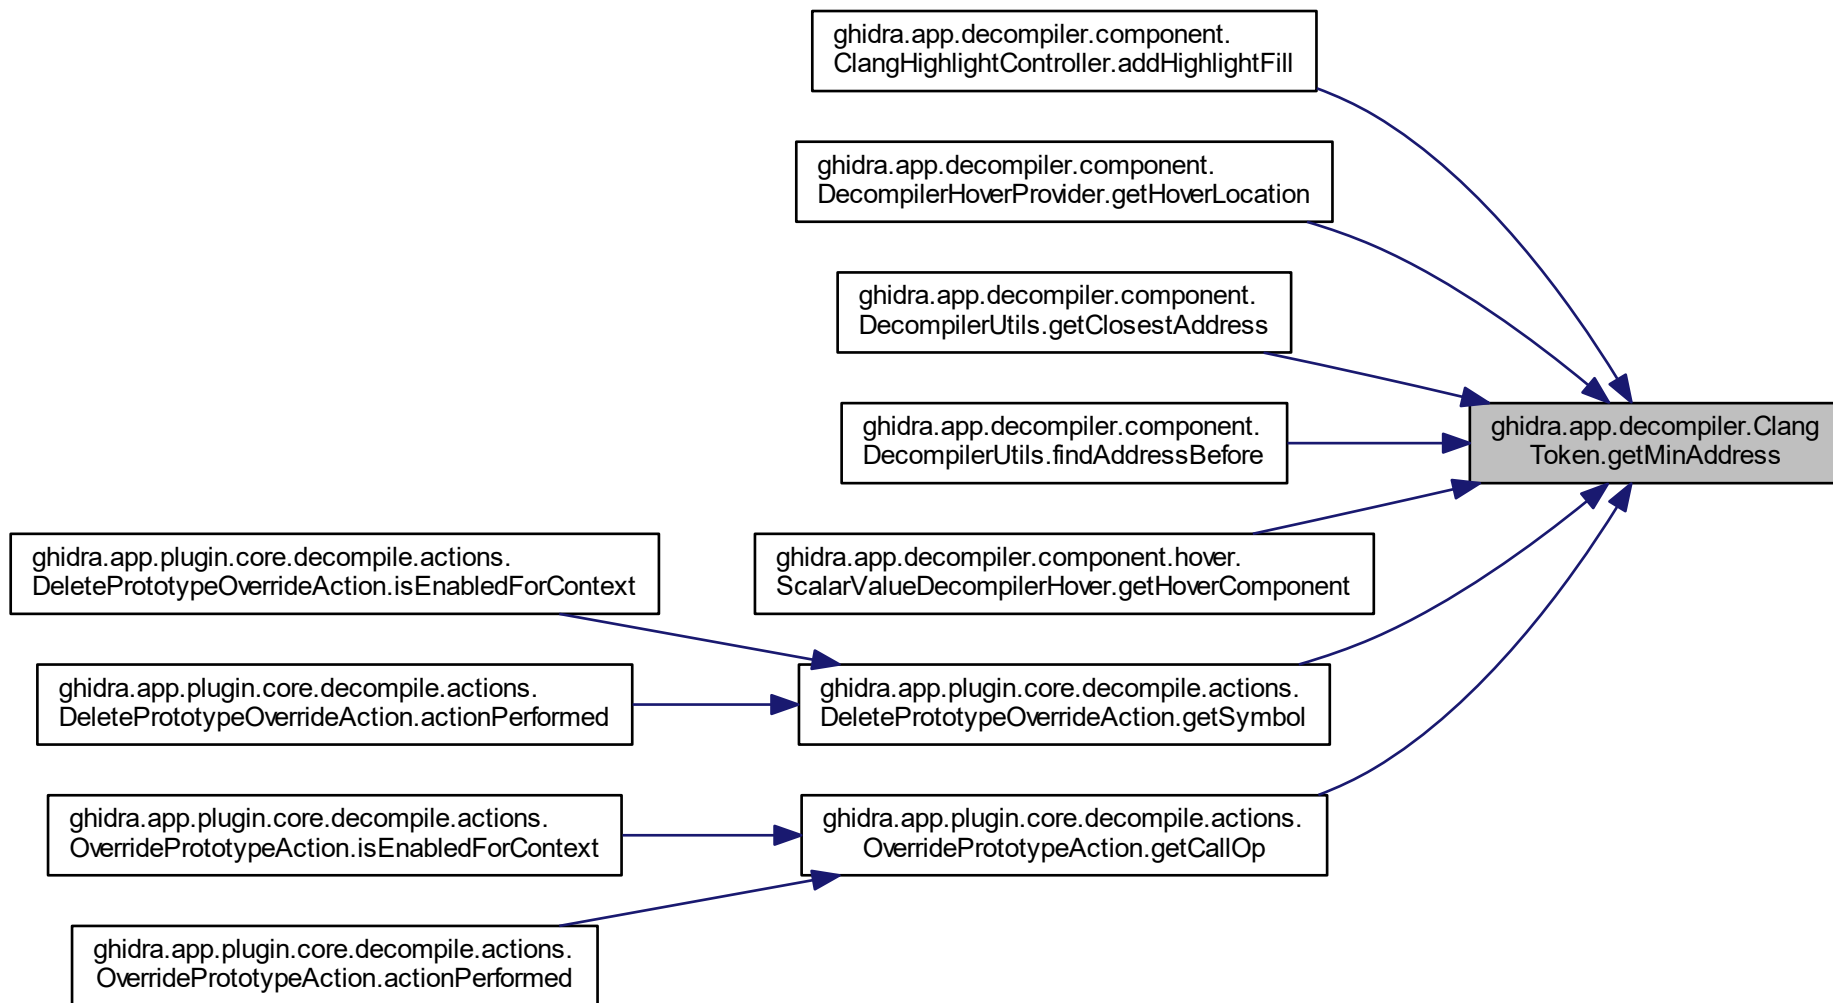 ghidra.app.decompiler.component.
ClangHighlightController.addHighlightFill
ghidra.app.decompiler.component.
DecompilerHoverProvider.getHoverLocation
ghidra.app.decompiler.component.
DecompilerUtils.getClosestAddress
ghidra.app.decompiler.component.
DecompilerUtils.findAddressBefore
ghidra.app.decompiler.Clang
Token.getMinAddress
ghidra.app.decompiler.component.hover.
ScalarValueDecompilerHover.getHoverComponent
ghidra.app.plugin.core.decompile.actions.
DeletePrototypeOverrideAction.isEnabledForContext
ghidra.app.plugin.core.decompile.actions.
DeletePrototypeOverrideAction.actionPerformed
ghidra.app.plugin.core.decompile.actions.
DeletePrototypeOverrideAction.getSymbol
ghidra.app.plugin.core.decompile.actions.
OverridePrototypeAction.isEnabledForContext
ghidra.app.plugin.core.decompile.actions.
OverridePrototypeAction.getCallOp
ghidra.app.plugin.core.decompile.actions.
OverridePrototypeAction.actionPerformed